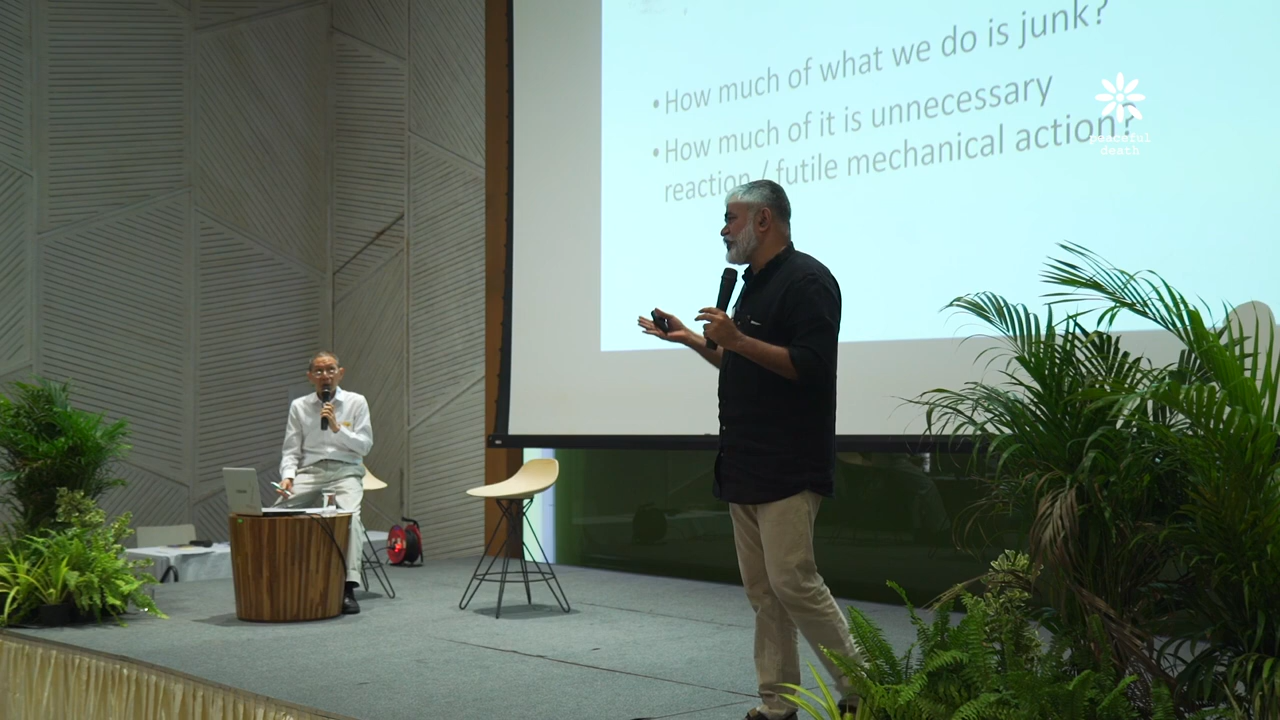 • How much of what we do is junk?
• How much of it is unnecessary
reaction / futile mechanical action?
peaceful
death